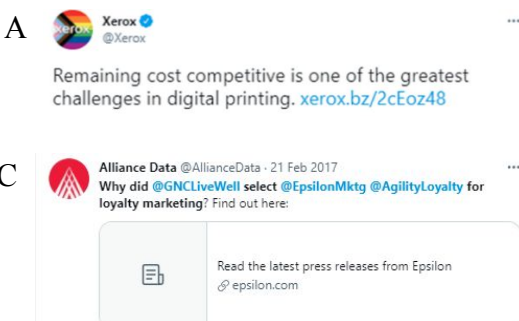 A
xerox
Xerox
@Xerox
...
Remaining cost competitive is one of the greatest
challenges in digital printing. xerox.bz/2cEoz48
C
Alliance Data @AllianceData · 21 Feb 2017
...
Why did @GNCLiveWell select @EpsilonMktg @AgilityLoyalty for
loyalty marketing? Find out here:
Read the latest press releases from Epsilon
epsilon.com